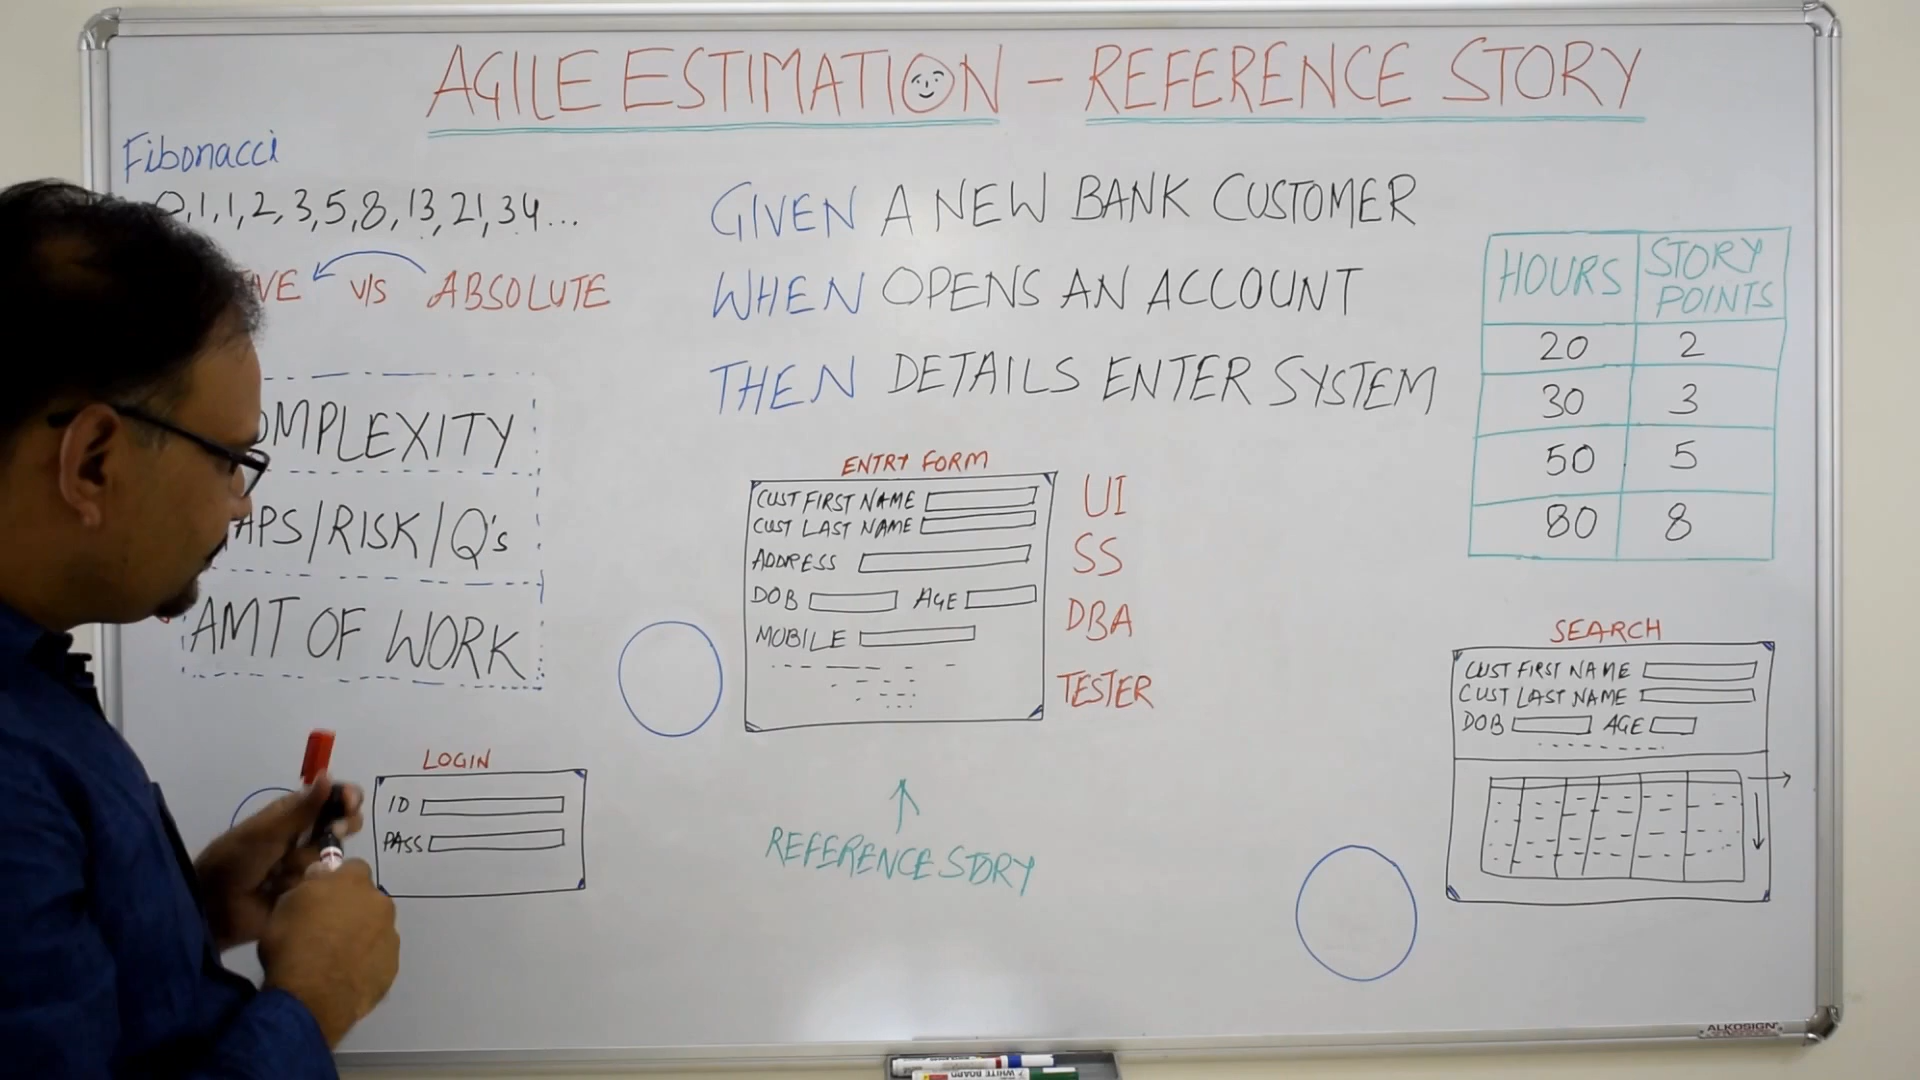 AGILE ESTIMATION - REFERENCE STORY
Fibonacci
0,1,1,2,3,5,8,13,21,34...
v/s ABSOLUTE
GAPS/RISK/Q's
AMT OF WORK
LOGIN
ID
PASS
GIVEN A NEW BANK CUSTOMER
WHEN OPENS AN ACCOUNT
THEN DETAILS ENTER SYSTEM
ENTRY FORM
CUST FIRST NAME
CUST LAST NAME
ADDRESS
DOB AGE
MOBILE
UI
SS
DBA
TESTER
REFERENCE STORY
HOURS STORY POINTS
20 2
30 3
50 5
80 8
SEARCH
CUST FIRST NAME
CUST LAST NAME
DOB AGE
ALKOSIGN
WHITE BOARD